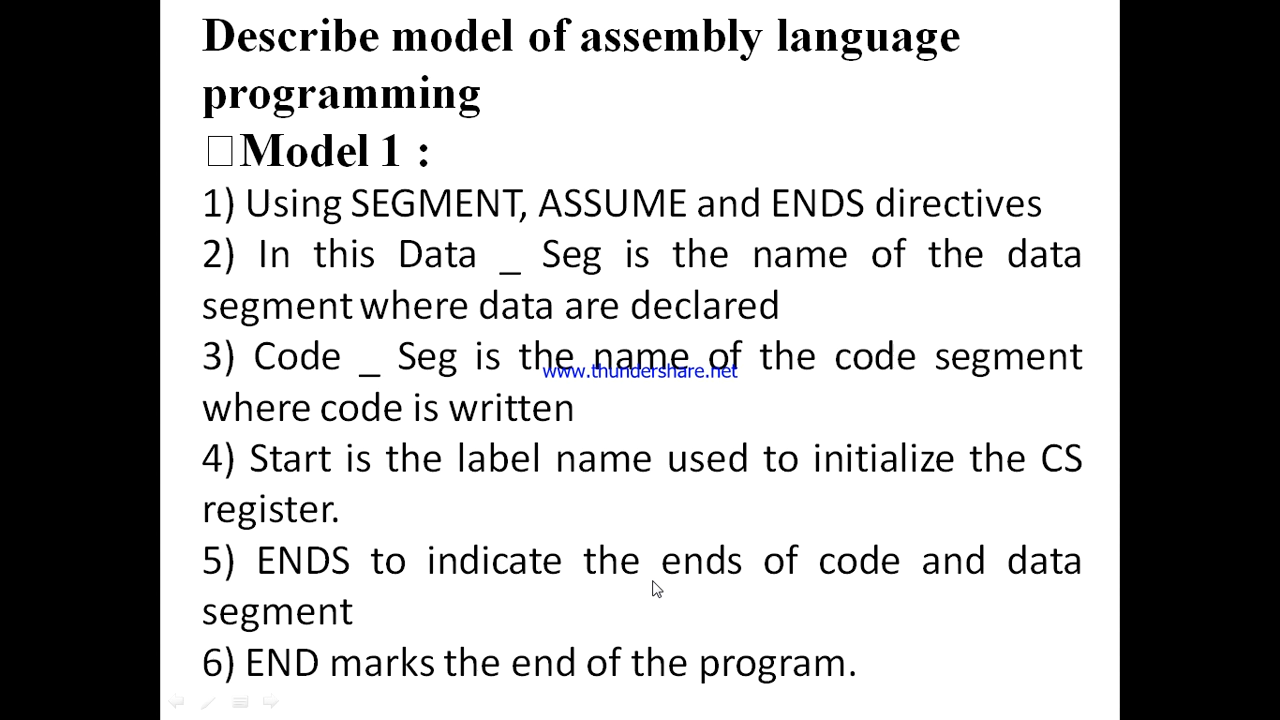 Describe model of assembly language
programming
□Model 1 :
1) Using SEGMENT, ASSUME and ENDS directives
2) In this Data _ Seg is the name of the data
segment where data are declared
3) Code _ Seg is the name of the code segment
www.thundershare.net
where code is written
4) Start is the label name used to initialize the CS
register.
5) ENDS to indicate the ends of code and data
segment
6) END marks the end of the program.